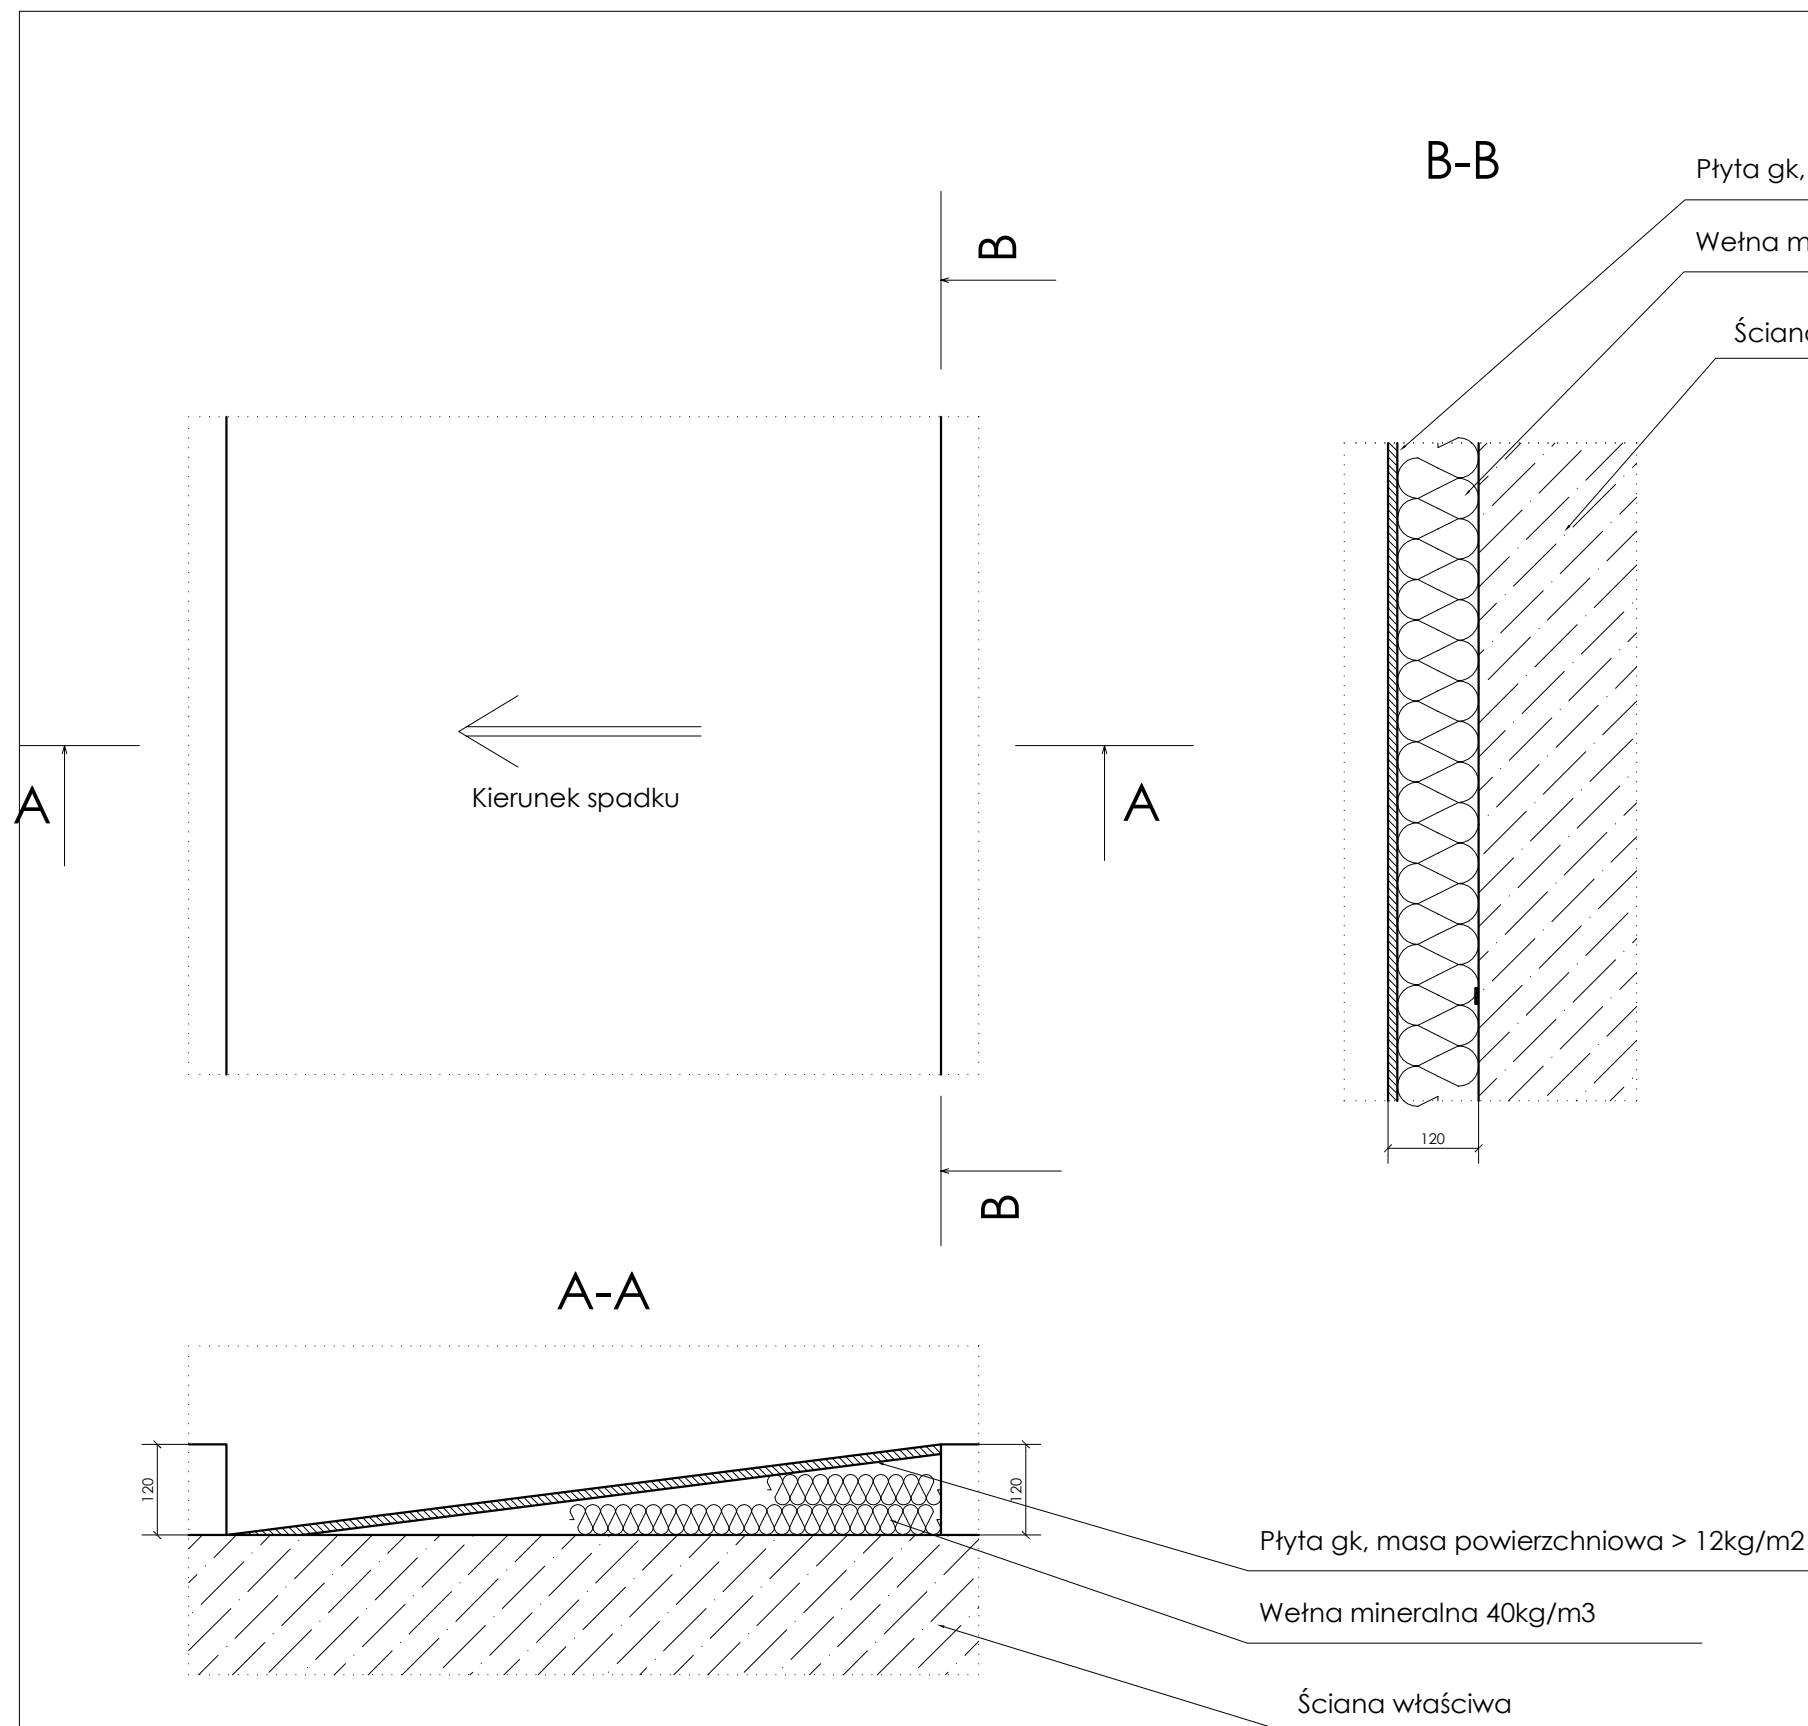 B-B
Płyta gk,
Wełna m
Ściana
B
A
Kierunek spadku
A
120
B
A-A
120
120
Płyta gk, masa powierzchniowa > 12kg/m2
Wełna mineralna 40kg/m3
Ściana właściwa